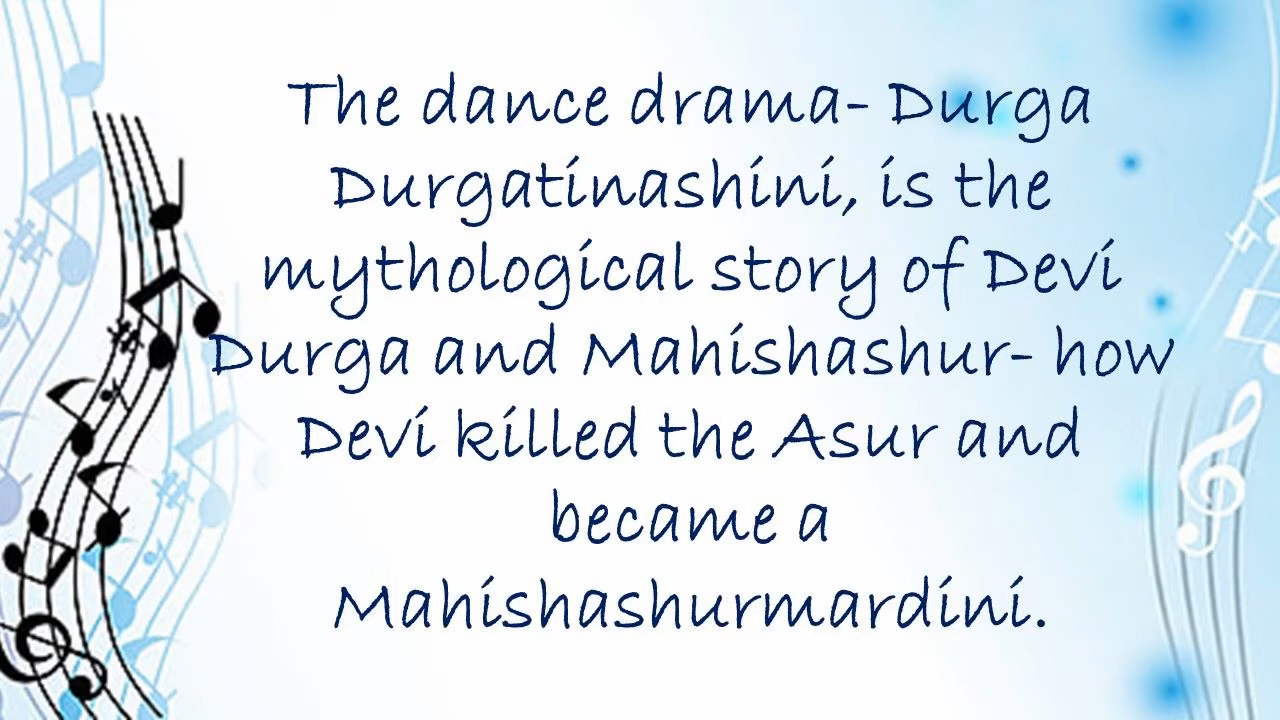 The dance drama- Durga
Durgatinashini, is the
mythological story of Devi
Durga and Mahishashur- how
Devi killed the Asur and
became a
Mahishashurmardini.